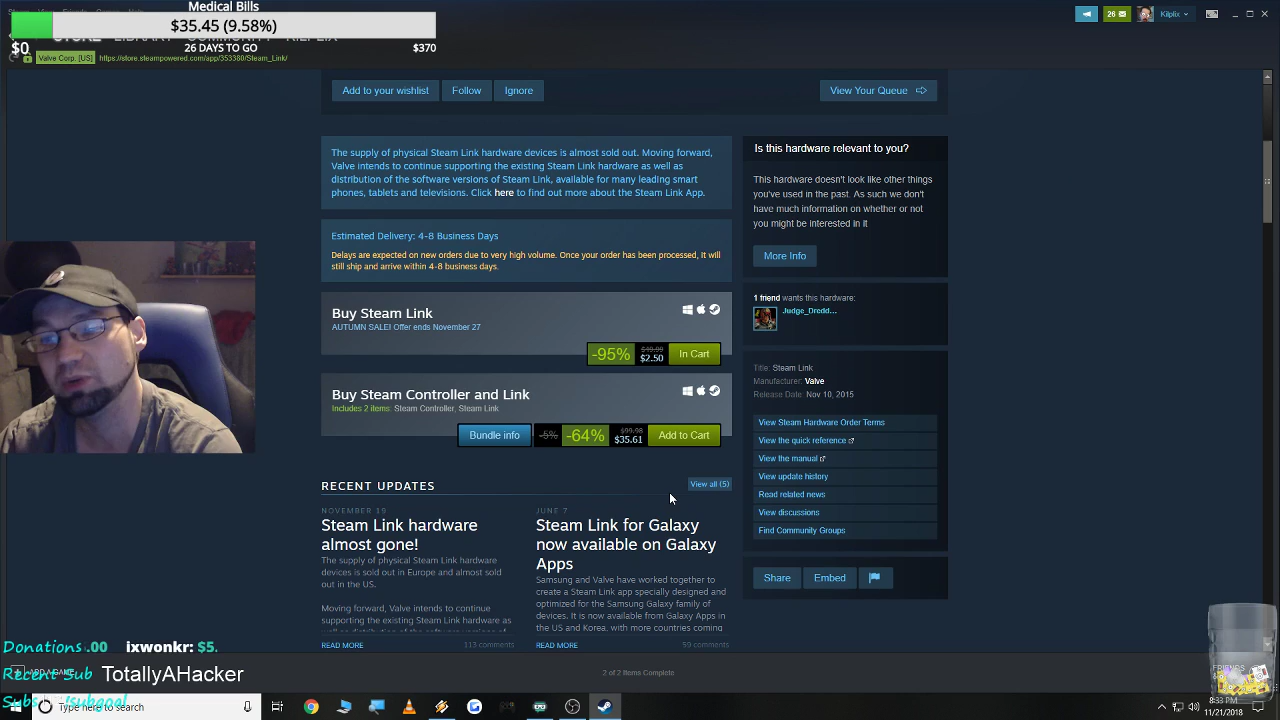 Medical Bills
$35.45 (9.58%)
$0
26 DAYS TO GO
$370
26
Kilplix
Valve Corp. [US]
https://store.steampowered.com/app/353380/Steam_Link/
Add to your wishlist
Follow
Ignore
View Your Queue
The supply of physical Steam Link hardware devices is almost sold out. Moving forward,
Valve intends to continue supporting the existing Steam Link hardware as well as
distribution of the software versions of Steam Link, available for many leading smart
phones, tablets and televisions. Click here to find out more about the Steam Link App.
Estimated Delivery: 4-8 Business Days
Delays are expected on new orders due to very high volume. Once your order has been processed, it will
still ship and arrive within 4-8 business days.
Buy Steam Link
AUTUMN SALE! Offer ends November 27
-95%
$49.99
$2.50
In Cart
Buy Steam Controller and Link
Includes 2 items: Steam Controller, Steam Link
Bundle info
-5%
-64%
$99.98
$35.61
Add to Cart
RECENT UPDATES
View all (5)
NOVEMBER 19
Steam Link hardware
almost gone!
The supply of physical Steam Link hardware
devices is sold out in Europe and almost sold
out in the US.
Moving forward, Valve intends to continue
supporting the existing Steam Link hardware as
READ MORE
113 comments
JUNE 7
Steam Link for Galaxy
now available on Galaxy
Apps
Samsung and Valve have worked together to
create a Steam Link app specially designed and
optimized for the Samsung Galaxy family of
devices. It is now available from Galaxy Apps in
the US and Korea, with more countries coming
READ MORE
59 comments
Is this hardware relevant to you?
This hardware doesn't look like other things
you've used in the past. As such we don't
have much information on whether or not
you might be interested in it
More Info
1 friend wants this hardware:
Judge_Dredd...
Title: Steam Link
Manufacturer: Valve
Release Date: Nov 10, 2015
View Steam Hardware Order Terms
View the quick reference
View the manual
View update history
Read related news
View discussions
Find Community Groups
Share
Embed
Donations .00
ixwonkr: $5.
Recent Sub
TotallyAHacker
2 of 2 Items Complete
Subs
!subgoal
Type here to search
8:33 PM
11/21/2018